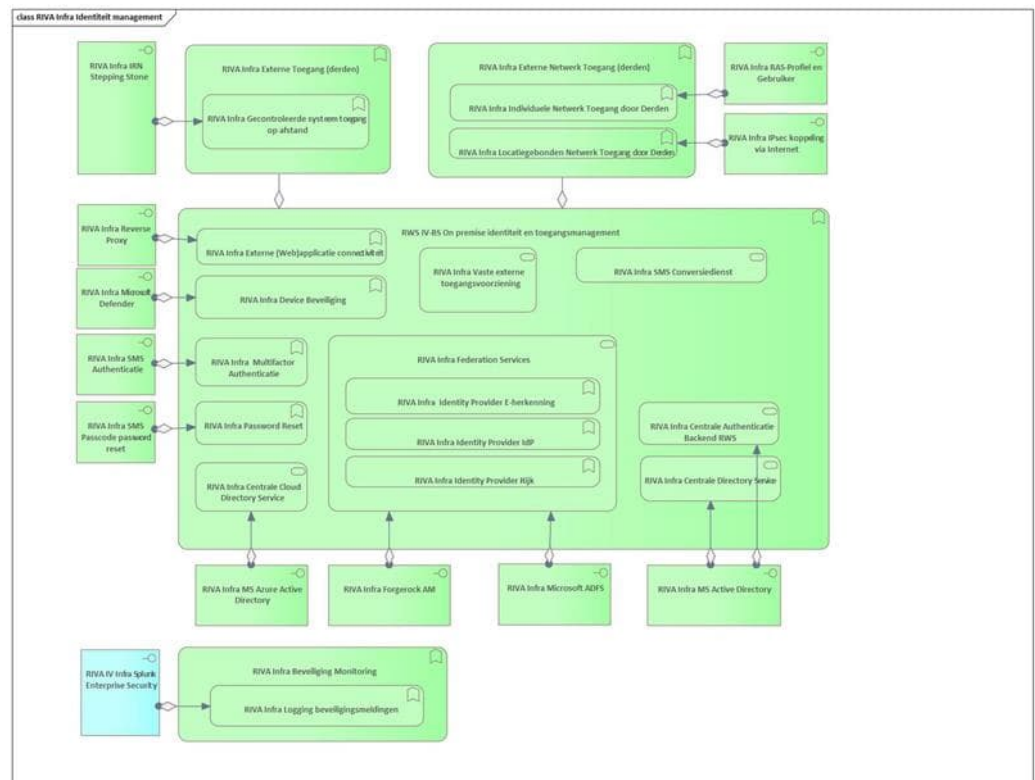 class RIVA Infra Identiteit management
RIVA Infra IRN
Stepping Stone
RIVA Infra Externe Toegang (derden)
RIVA Infra Gecontroleerde systeem toegang
op afstand
RIVA Infra Externe Netwerk Toegang (derden)
RIVA Infra Individuele Netwerk Toegang door Derden
RIVA Infra Locatiegebonden Netwerk Toegang door Derden
RIVA Infra RAS-Profiel en
Gebruiker
RIVA Infra IPsec koppeling
via Internet
RWS IV-BS On premise identiteit en toegangsmanagement
RIVA Infra Reverse
Proxy
RIVA Infra Externe (Web)applicatie connectiviteit
RIVA Infra Vaste externe
toegangsvoorziening
RIVA Infra SMS Conversiedienst
RIVA Infra Microsoft
Defender
RIVA Infra Device Beveiliging
RIVA Infra SMS
Authenticatie
RIVA Infra Multifactor
Authenticatie
RIVA Infra Federation Services
RIVA Infra Identity Provider E-herkenning
RIVA Infra Identity Provider IdP
RIVA Infra Identity Provider Rijk
RIVA Infra SMS
Passcode password
reset
RIVA Infra Password Reset
RIVA Infra Centrale Authenticatie
Backend RWS
RIVA Infra Centrale Cloud
Directory Service
RIVA Infra Centrale Directory Service
RIVA Infra MS Azure Active
Directory
RIVA Infra Forgerock AM
RIVA Infra Microsoft ADFS
RIVA Infra MS Active Directory
RIVA IV Infra Splunk
Enterprise Security
RIVA Infra Beveiliging Monitoring
RIVA Infra Logging beveiligingsmeldingen